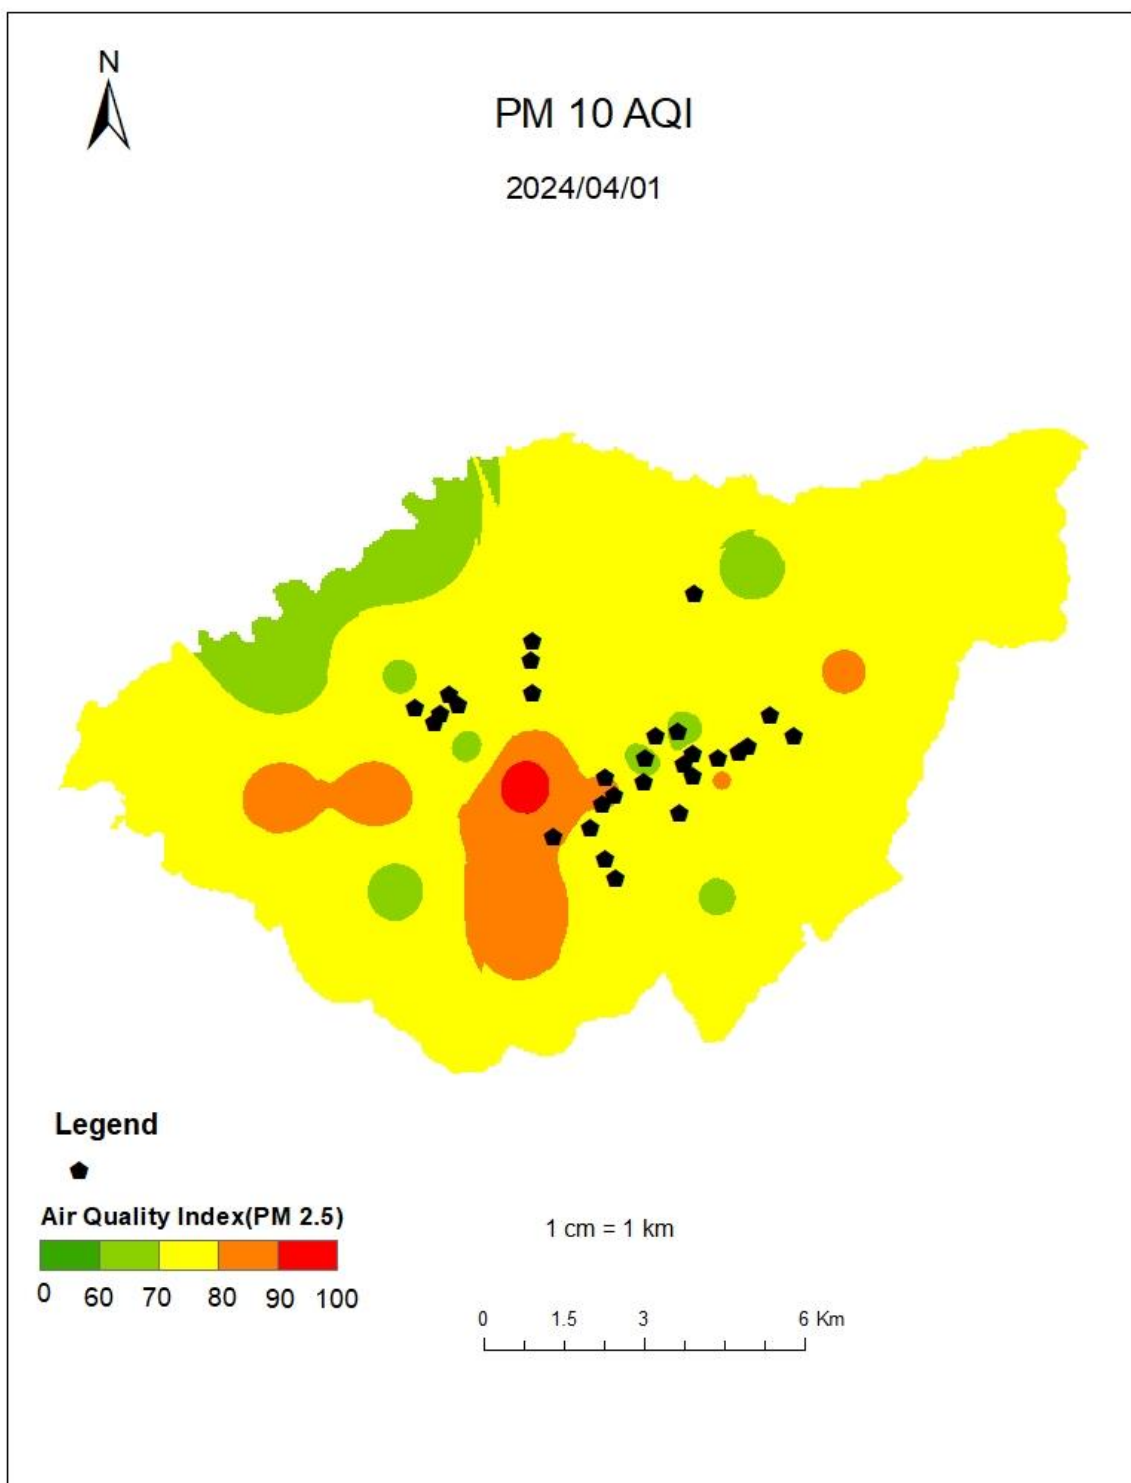 N
PM 10 AQI
2024/04/01
Legend
Air Quality Index(PM 2.5)
0 60 70 80 90 100
1 cm = 1 km
0 1.5 3 6 Km